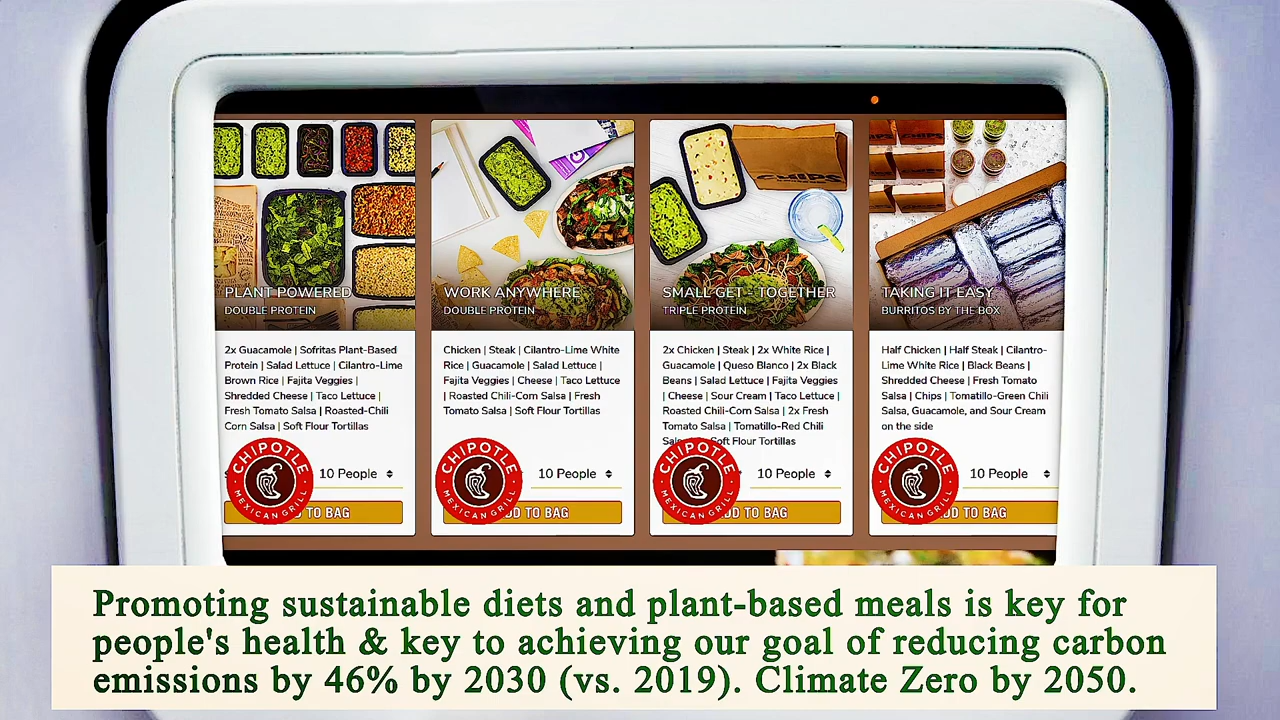 CHIPS
PLANT POWERED
DOUBLE PROTEIN
2x Guacamole | Sofritas Plant-Based
Protein | Salad Lettuce | Cilantro-Lime
Brown Rice | Fajita Veggies |
Shredded Cheese | Taco Lettuce |
Fresh Tomato Salsa | Roasted-Chili
Corn Salsa | Soft Flour Tortillas
CHIPOTLE
MEXICAN GRILL
10 People
TO BAG
WORK ANYWHERE
DOUBLE PROTEIN
Chicken | Steak | Cilantro-Lime White
Rice | Guacamole | Salad Lettuce |
Fajita Veggies | Cheese | Taco Lettuce
| Roasted Chili-Corn Salsa | Fresh
Tomato Salsa | Soft Flour Tortillas
CHIPOTLE
MEXICAN GRILL
10 People
DD TO BAG
SMALL GET - TOGETHER
TRIPLE PROTEIN
2x Chicken | Steak | 2x White Rice |
Guacamole | Queso Blanco | 2x Black
Beans | Salad Lettuce | Fajita Veggies
| Cheese | Sour Cream | Taco Lettuce |
Roasted Chili-Corn Salsa | 2x Fresh
Tomato Salsa | Tomatillo-Red Chili
Soft Flour Tortillas
CHIPOTLE
MEXICAN GRILL
10 People
DD TO BAG
TAKING IT EASY
BURRITOS BY THE BOX
Half Chicken | Half Steak | Cilantro-
Lime White Rice | Black Beans |
Shredded Cheese | Fresh Tomato
Salsa | Chips | Tomatillo-Green Chili
Salsa, Guacamole, and Sour Cream
on the side
CHIPOTLE
MEXICAN GRILL
10 People
DD TO BAG
Promoting sustainable diets and plant-based meals is key for
people's health & key to achieving our goal of reducing carbon
emissions by 46% by 2030 (vs. 2019). Climate Zero by 2050.